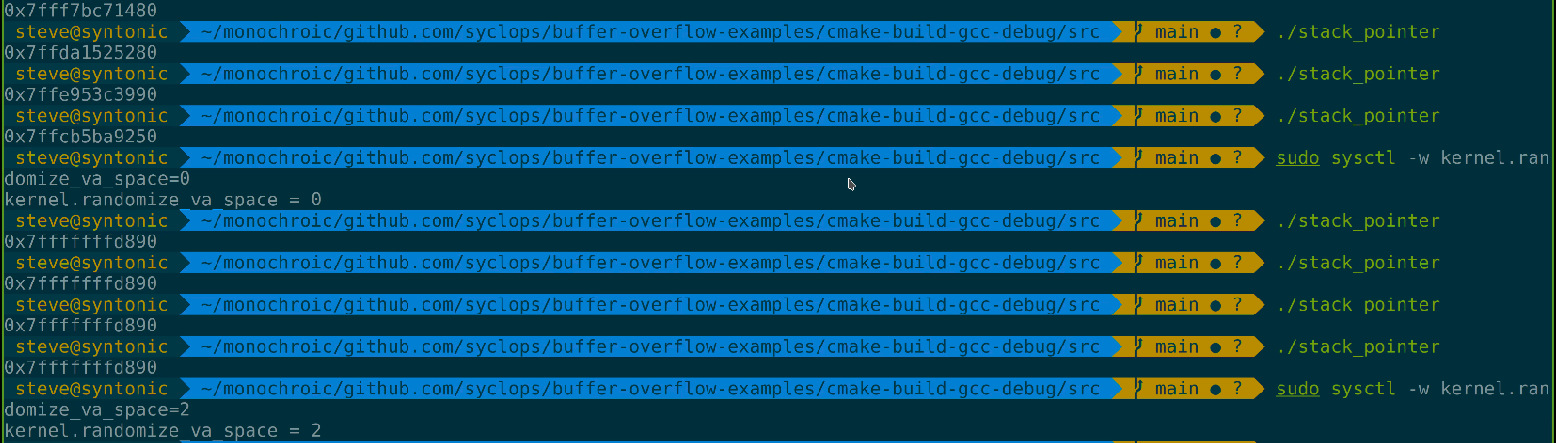 0x7fff7bc71480
steve@syntonic ~/monochroic/github.com/syclops/buffer-overflow-examples/cmake-build-gcc-debug/src main ● ? ./stack_pointer
0x7ffda1525280
steve@syntonic ~/monochroic/github.com/syclops/buffer-overflow-examples/cmake-build-gcc-debug/src main ● ? ./stack_pointer
0x7ffe953c3990
steve@syntonic ~/monochroic/github.com/syclops/buffer-overflow-examples/cmake-build-gcc-debug/src main ● ? ./stack_pointer
0x7ffcb5ba9250
steve@syntonic ~/monochroic/github.com/syclops/buffer-overflow-examples/cmake-build-gcc-debug/src main ● ? sudo sysctl -w kernel.ran
domize_va_space=0
kernel.randomize_va_space = 0
steve@syntonic ~/monochroic/github.com/syclops/buffer-overflow-examples/cmake-build-gcc-debug/src main ● ? ./stack_pointer
0x7fffffffd890
steve@syntonic ~/monochroic/github.com/syclops/buffer-overflow-examples/cmake-build-gcc-debug/src main ● ? ./stack_pointer
0x7fffffffd890
steve@syntonic ~/monochroic/github.com/syclops/buffer-overflow-examples/cmake-build-gcc-debug/src main ● ? ./stack_pointer
0x7fffffffd890
steve@syntonic ~/monochroic/github.com/syclops/buffer-overflow-examples/cmake-build-gcc-debug/src main ● ? ./stack_pointer
0x7fffffffd890
steve@syntonic ~/monochroic/github.com/syclops/buffer-overflow-examples/cmake-build-gcc-debug/src main ● ? sudo sysctl -w kernel.ran
domize_va_space=2
kernel.randomize_va_space = 2